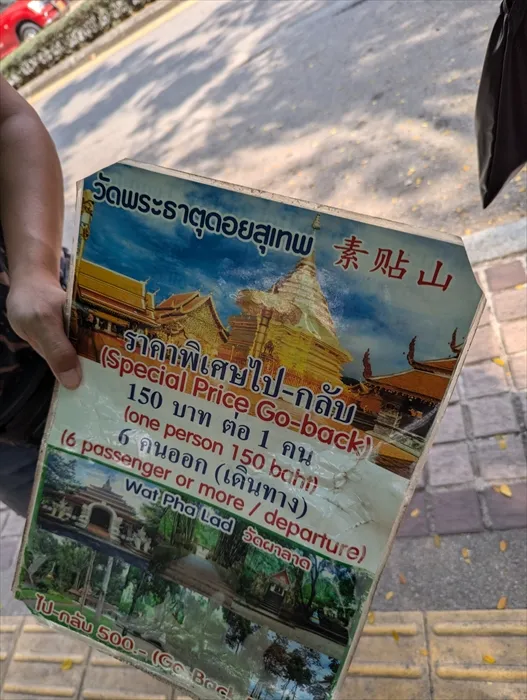 วัดพระธาตุดอยสุเทพ 素贴山
ราคาพิเศษไป-กลับ
(Special Price Go-back)
150 บาท ต่อ 1 คน
(one person 150 baht)
6 คนออก (เดินทาง)
(6 passenger or more / departure)
Wat Pha Lad วัดผาลาด
ไป-กลับ 500.- (Go Back